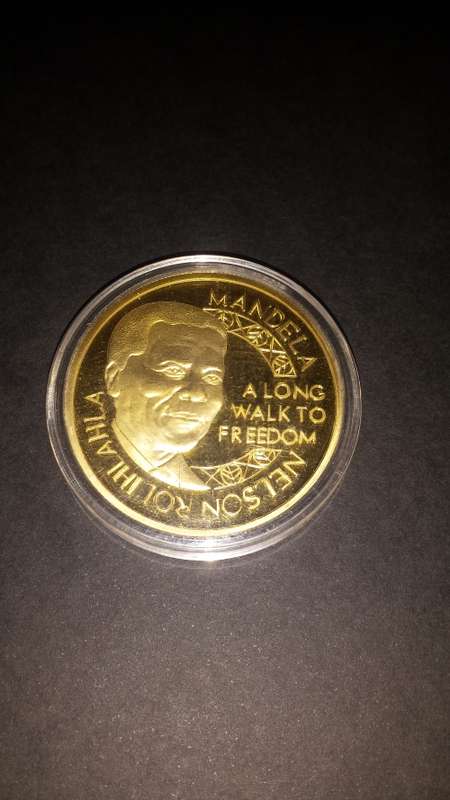 NELSON ROLIHLAHLA
MANDELA
A LONG
WALK TO
FREEDOM